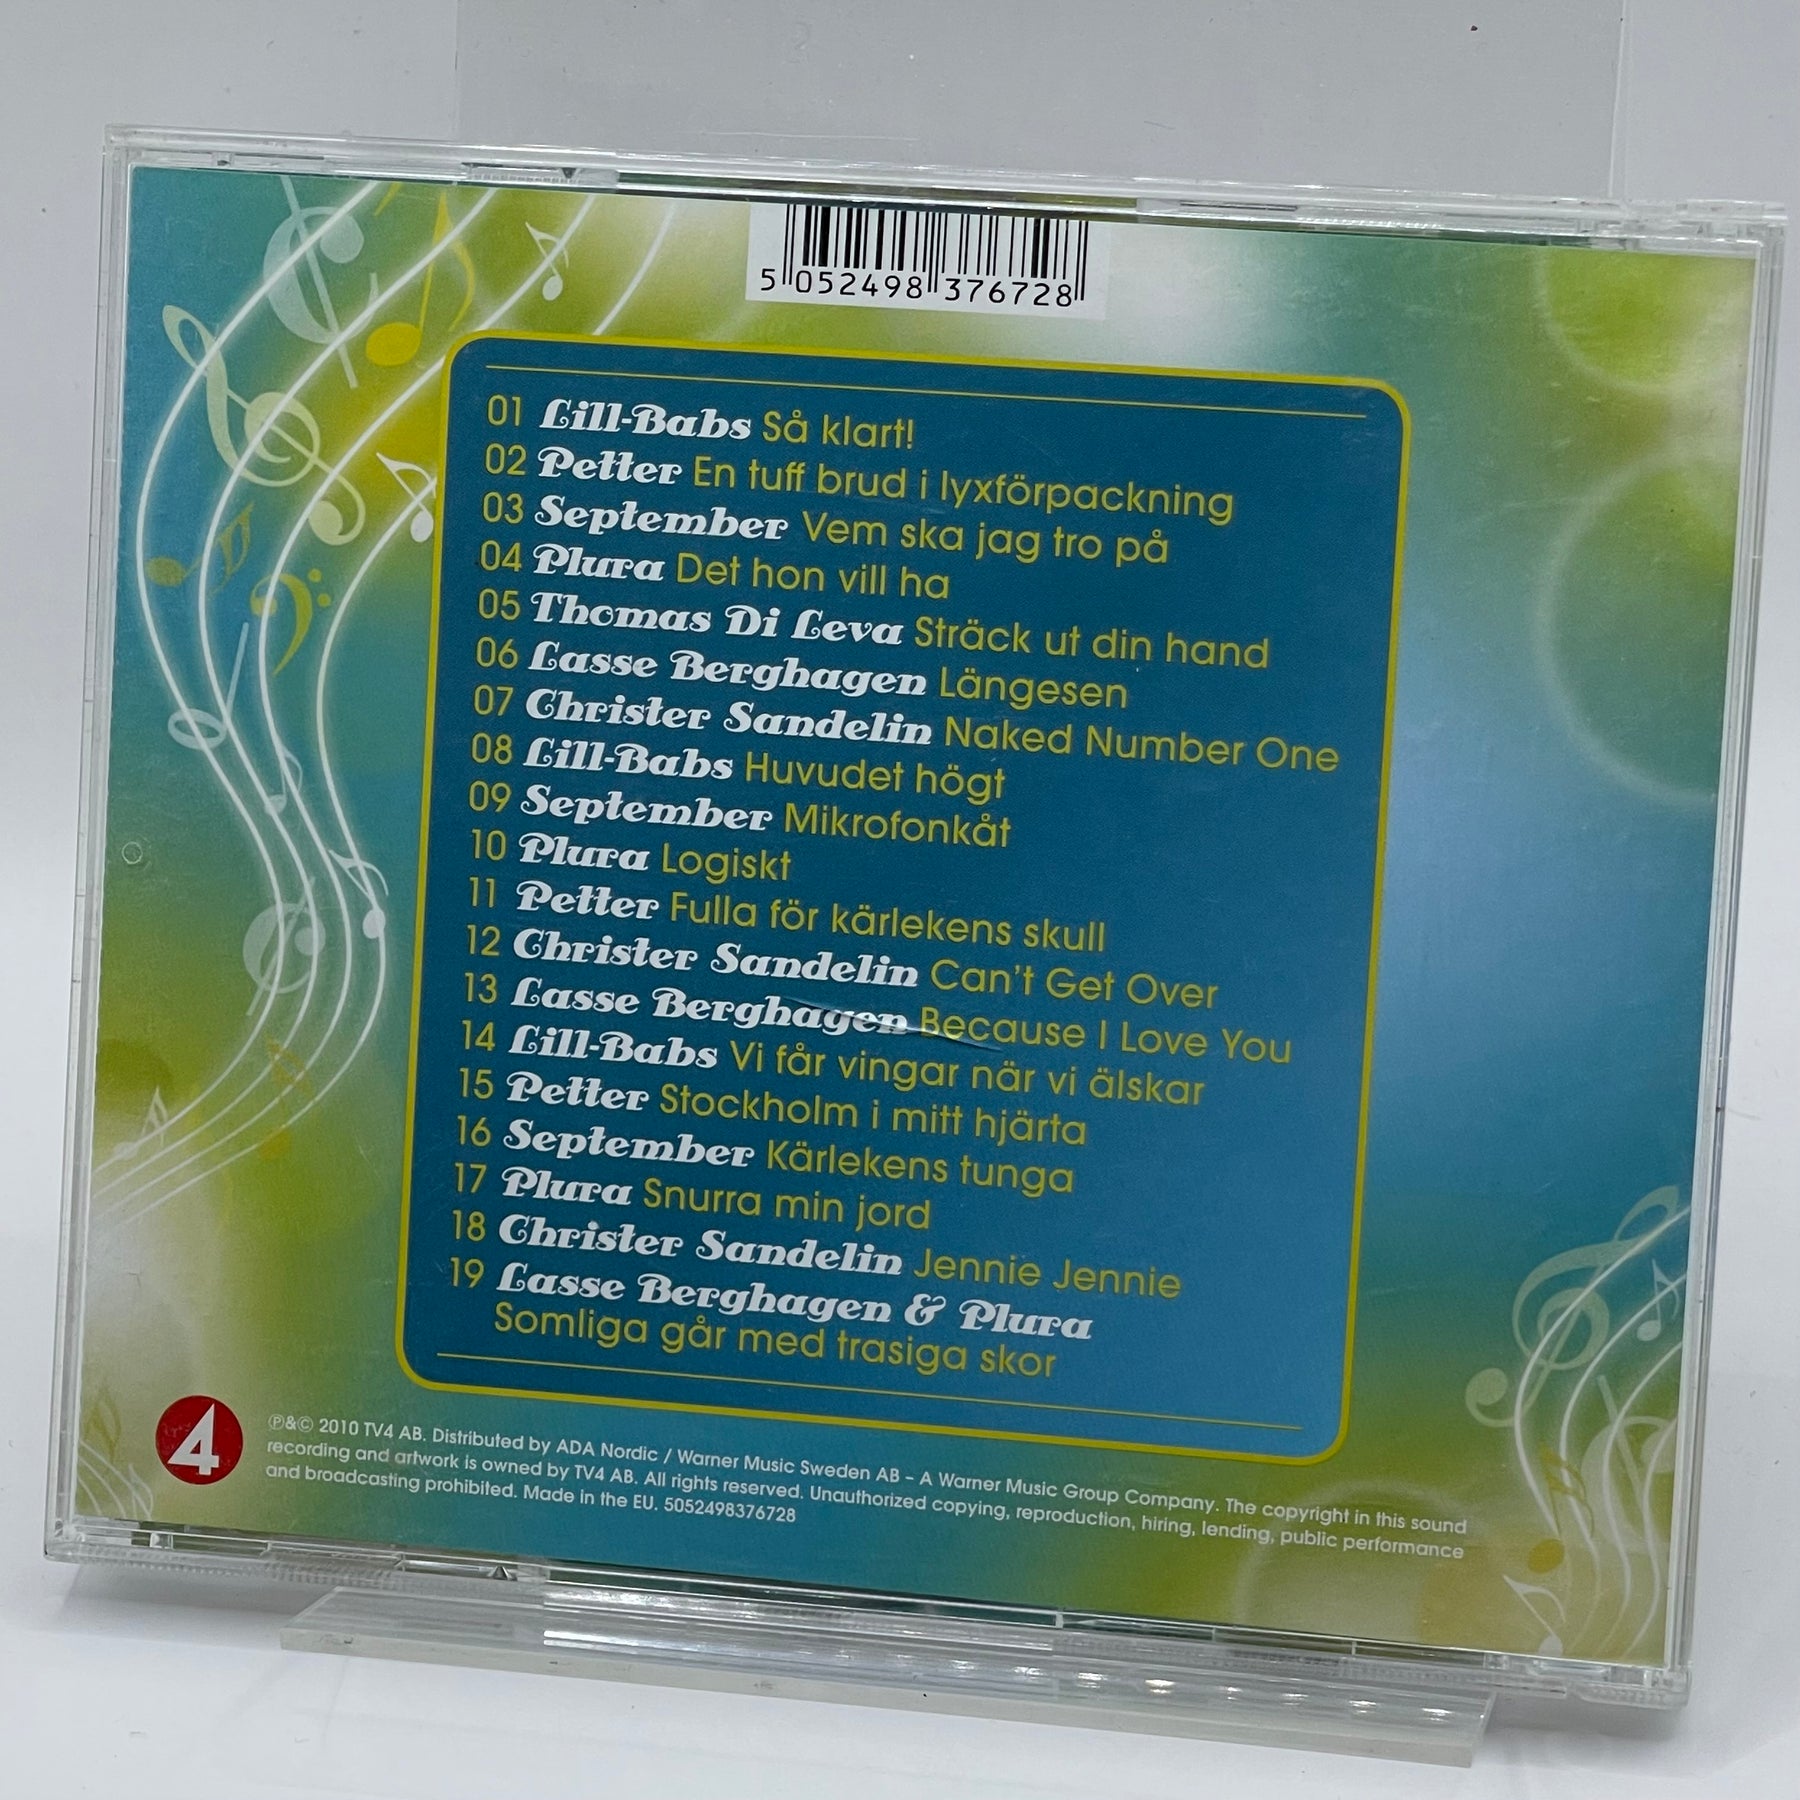 5 052498 376728
01 Lill-Babs Så klart!
02 Petter En tuff brud i lyxförpackning
03 September Vem ska jag tro på
04 Plura Det hon vill ha
05 Thomas Di Leva Sträck ut din hand
06 Lasse Berghagen Längesen
07 Christer Sandelin Naked Number One
08 Lill-Babs Huvudet högt
09 September Mikrofonkåt
10 Plura Logiskt
11 Petter Fulla för kärlekens skull
12 Christer Sandelin Can't Get Over
13 Lasse Berghagen Because I Love You
14 Lill-Babs Vi får vingar när vi älskar
15 Petter Stockholm i mitt hjärta
16 September Kärlekens tunga
17 Plura Snurra min jord
18 Christer Sandelin Jennie Jennie
19 Lasse Berghagen & Plura
Somliga går med trasiga skor
4
℗&© 2010 TV4 AB. Distributed by ADA Nordic / Warner Music Sweden AB – A Warner Music Group Company. The copyright in this sound
recording and artwork is owned by TV4 AB. All rights reserved. Unauthorized copying, reproduction, hiring, lending, public performance
and broadcasting prohibited. Made in the EU. 5052498376728